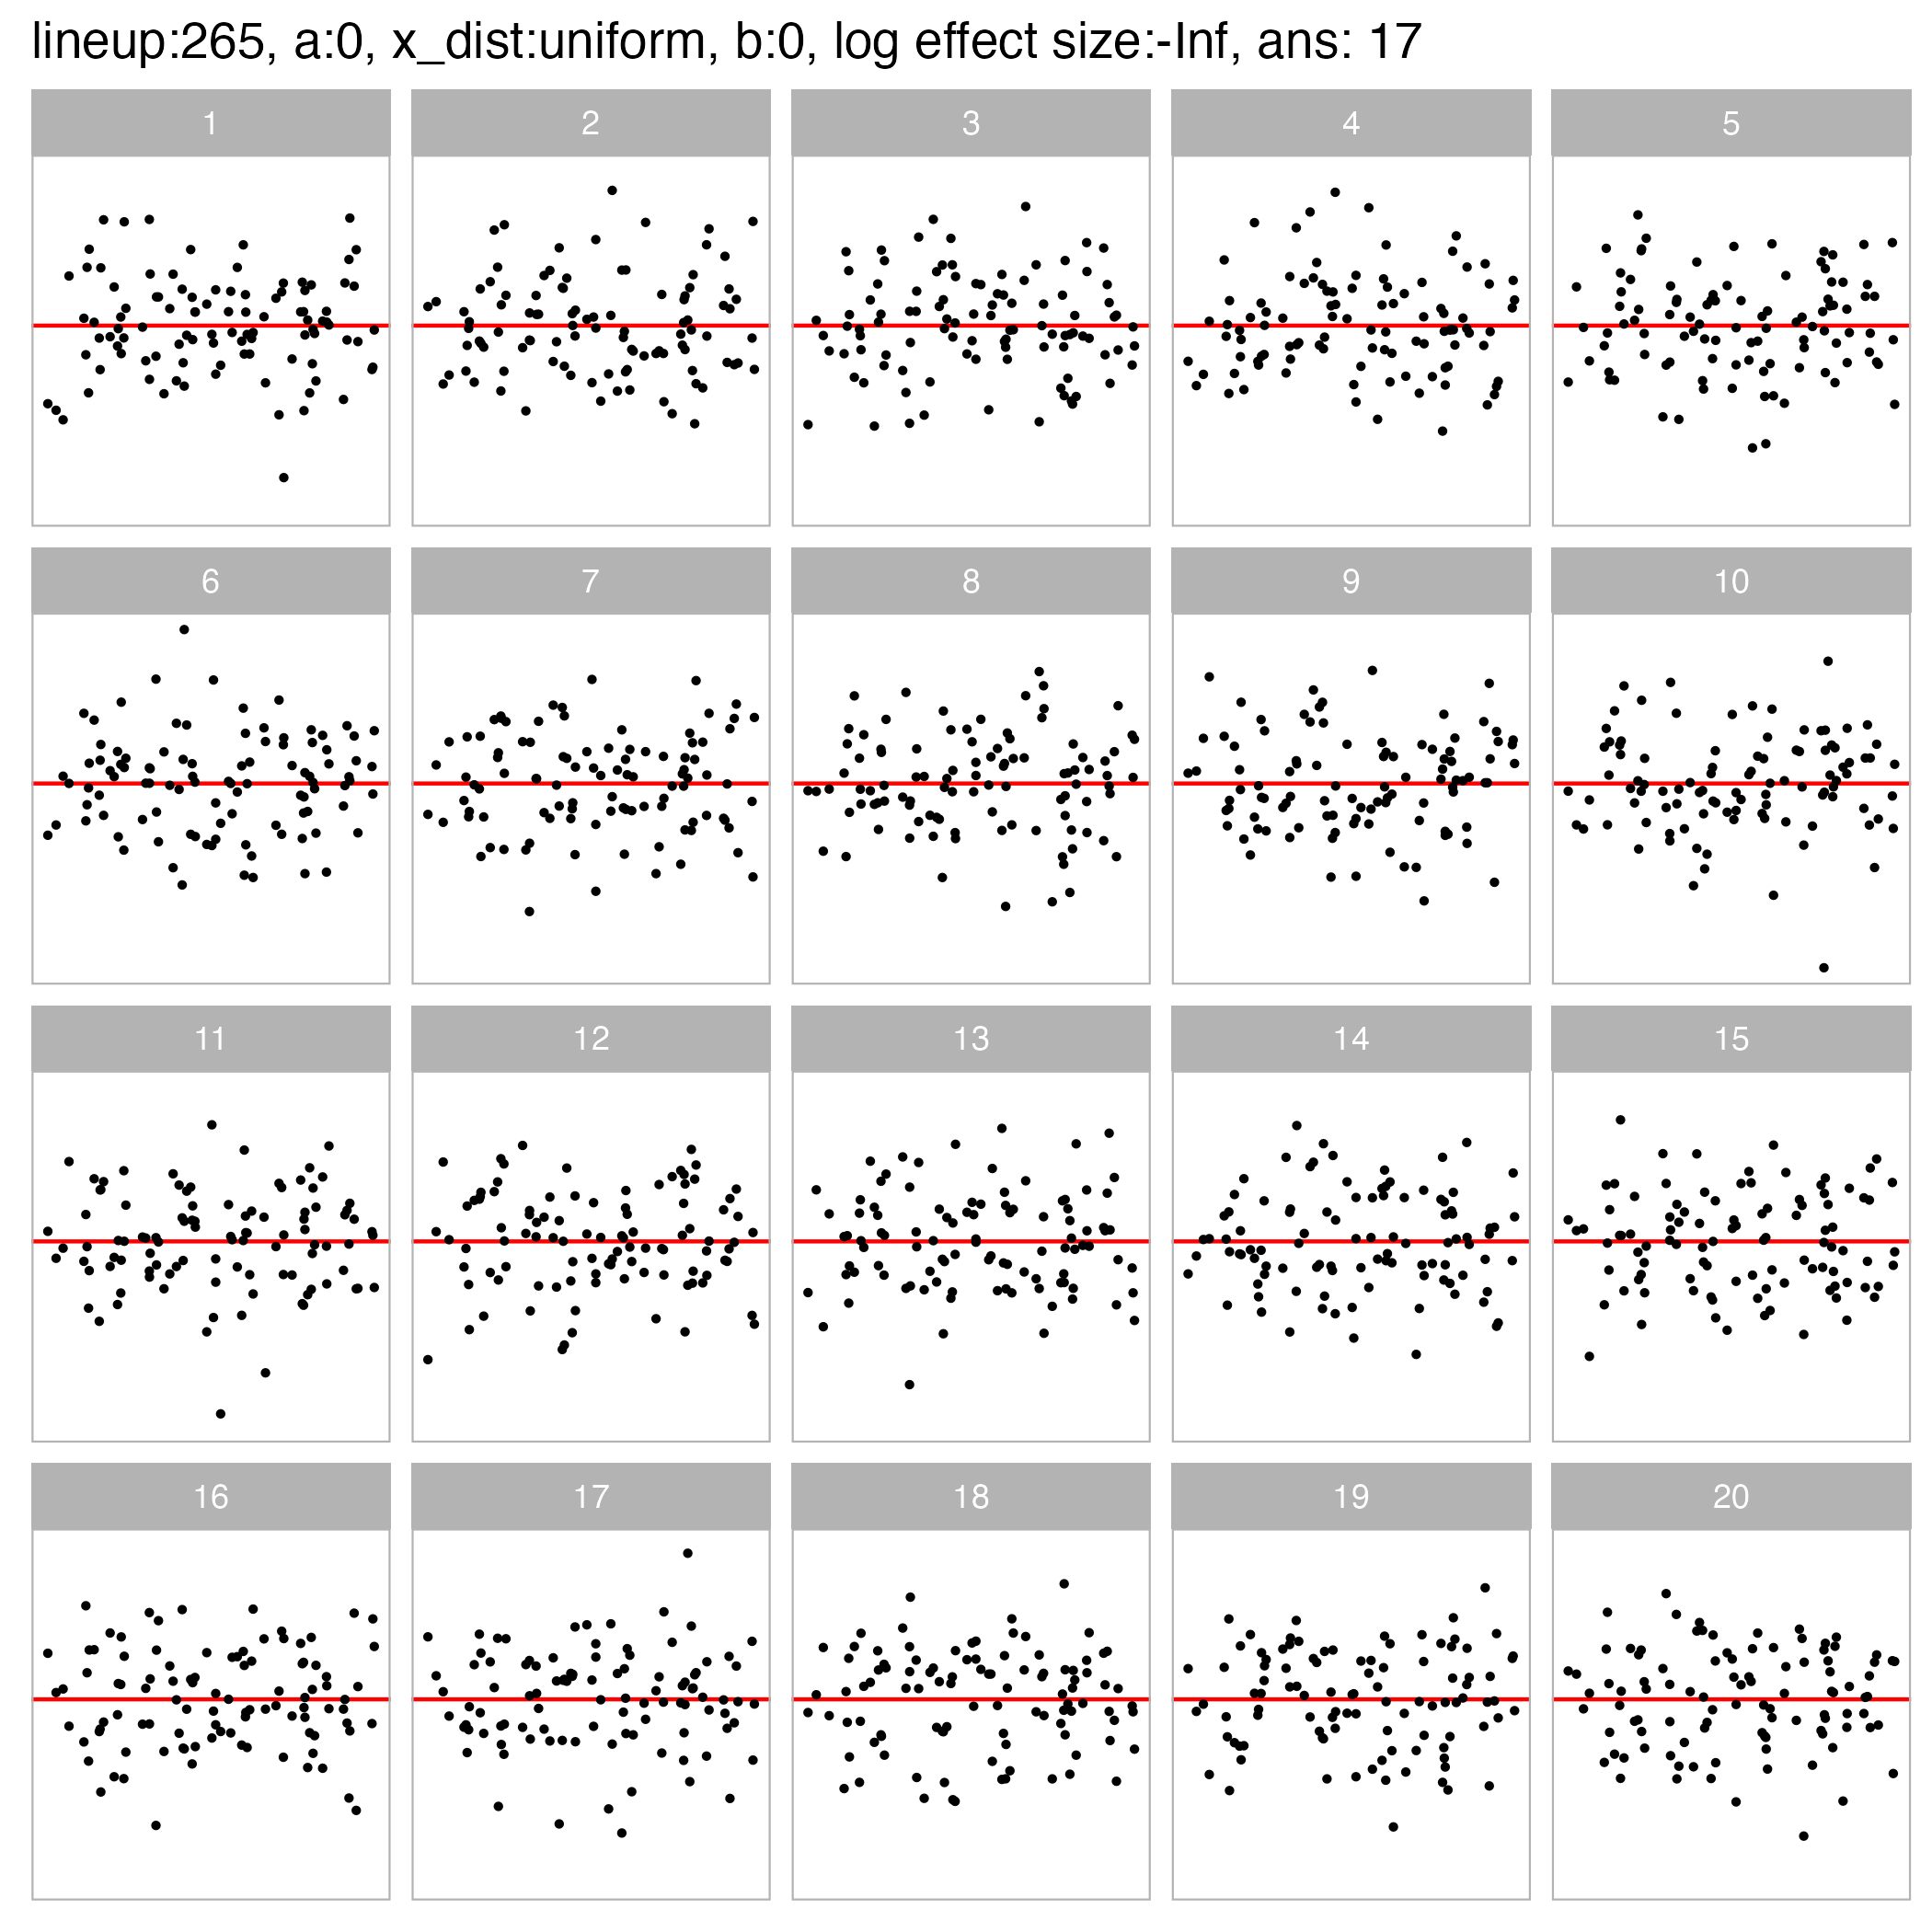 lineup:265, a:0, x_dist:uniform, b:0, log effect size:-Inf, ans: 17
1 2 3 4 5
6 7 8 9 10
11 12 13 14 15
16 17 18 19 20